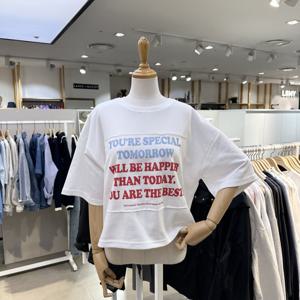 YOU'RE SPECIAL
TOMORROW
WILL BE HAPPIER
THAN TODAY.
YOU ARE THE BEST